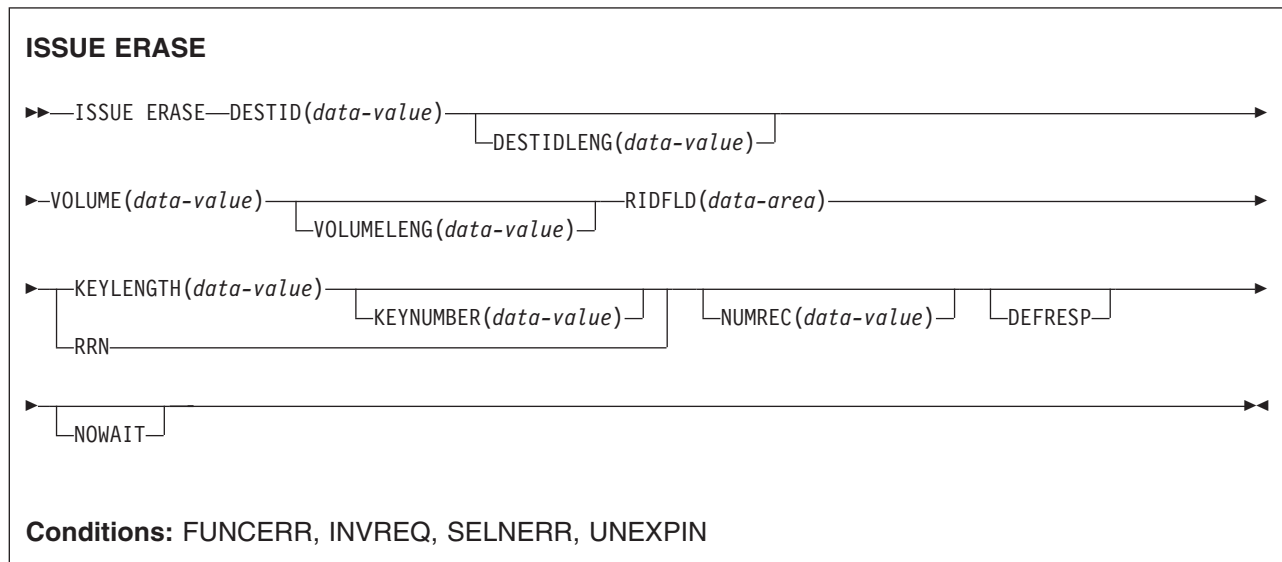 ISSUE ERASE
ISSUE ERASE DESTID(data-value)
DESTIDLENG(data-value)
VOLUME(data-value) RIDFLD(data-area)
VOLUMELENG(data-value)
KEYLENGTH(data-value)
KEYNUMBER(data-value) NUMREC(data-value) DEFRESP
RRN
NOWAIT
Conditions: FUNCERR, INVREQ, SELNERR, UNEXPIN